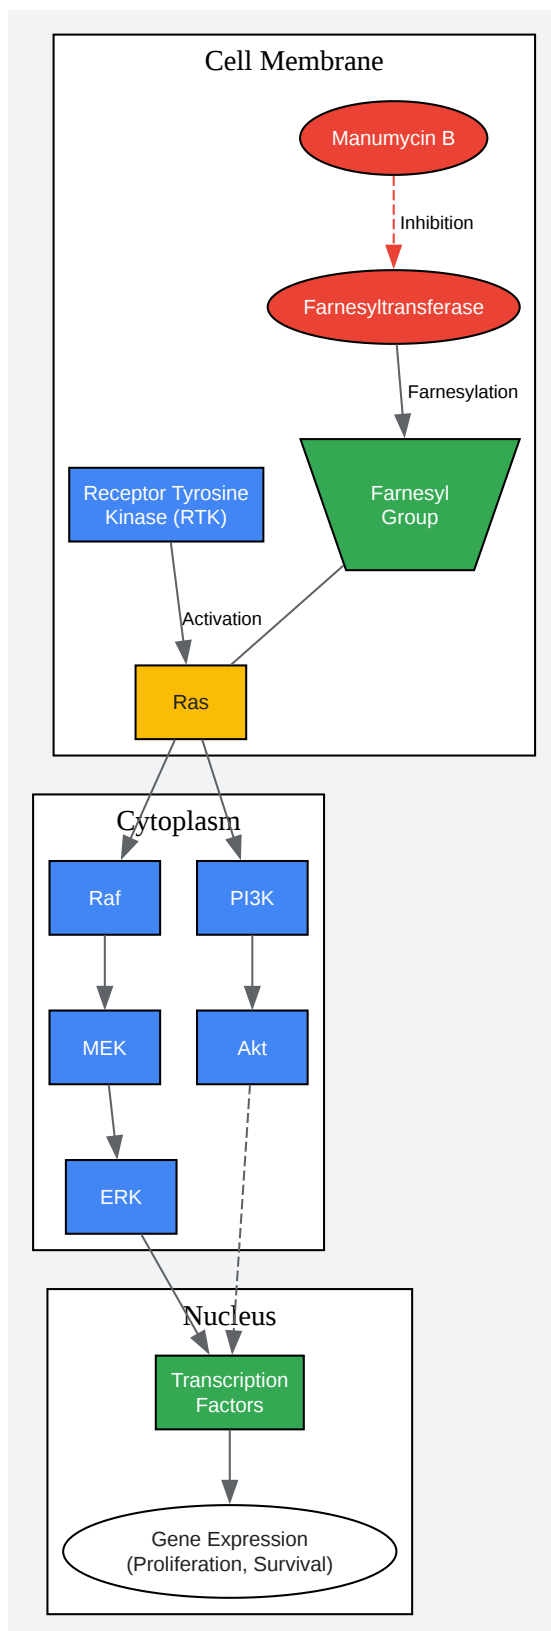 Cell Membrane
Manumycin B
Inhibition
Farnesyltransferase
Farnesylation
Receptor Tyrosine
Kinase (RTK)
Farnesyl
Group
Activation
Ras
Cytoplasm
Raf
PI3K
MEK
Akt
ERK
Nucleus
Transcription
Factors
Gene Expression
(Proliferation, Survival)